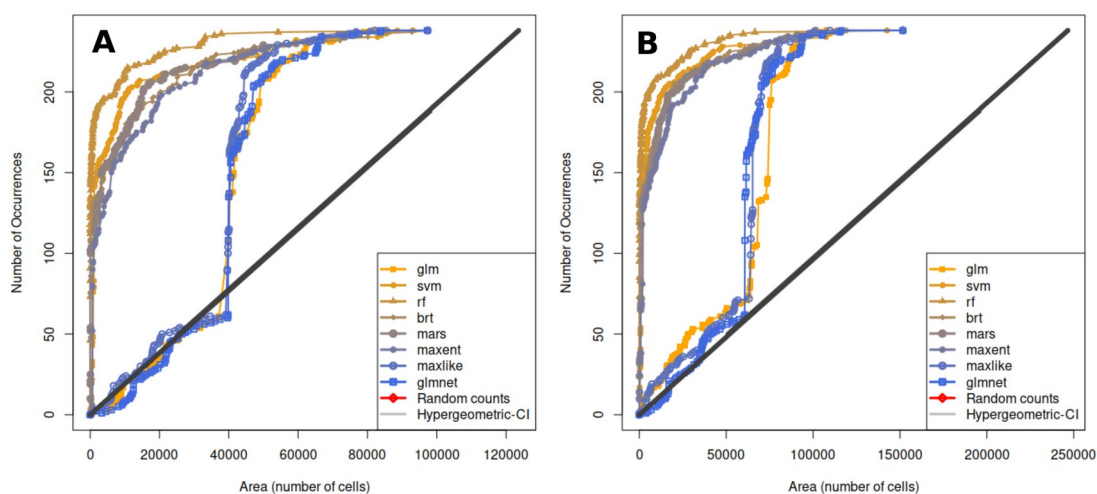 A
Number of Occurrences
200
150
100
50
0
glm
svm
rf
brt
mars
maxent
maxlike
glmnet
Random counts
Hypergeometric-CI
0 20000 40000 60000 80000 100000 120000
Area (number of cells)
B
Number of Occurrences
200
150
100
50
0
glm
svm
rf
brt
mars
maxent
maxlike
glmnet
Random counts
Hypergeometric-CI
0 50000 100000 150000 200000 250000
Area (number of cells)